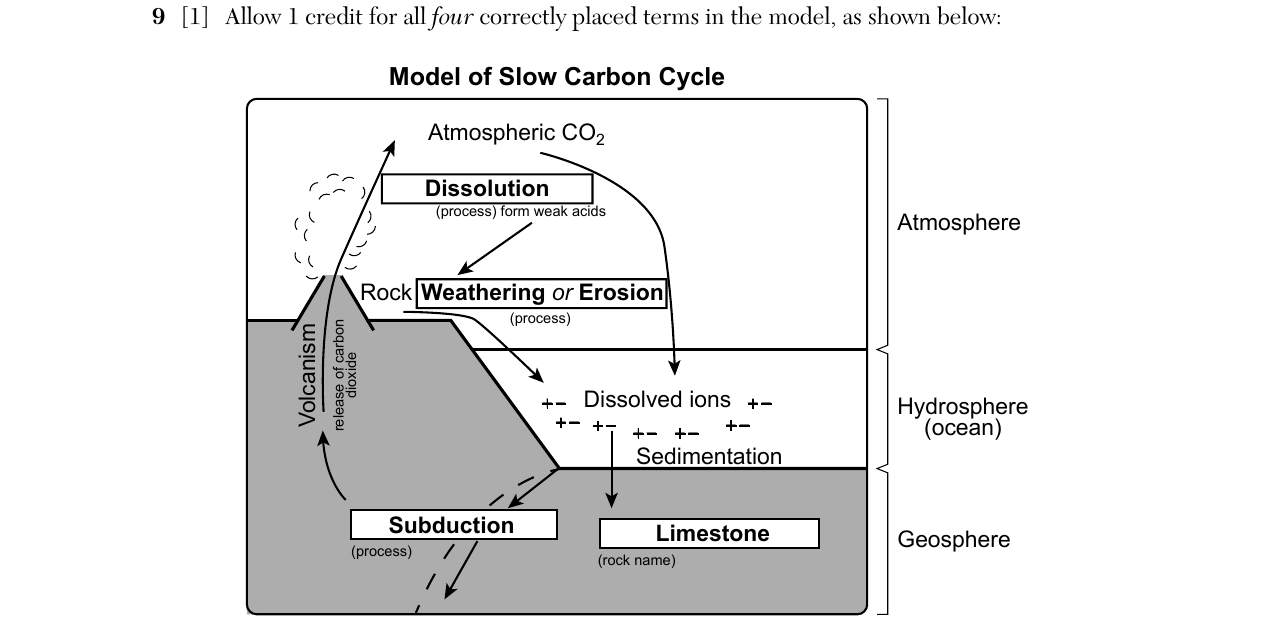 9 [1] Allow 1 credit for all four correctly placed terms in the model, as shown below:
Model of Slow Carbon Cycle
Atmospheric CO₂
Dissolution
(process) form weak acids
Atmosphere
Rock Weathering or Erosion
(process)
Volcanism
release of carbon
dioxide
+− Dissolved ions +−
+− +− +− +− +−
Sedimentation
Hydrosphere
(ocean)
Subduction
(process)
Limestone
(rock name)
Geosphere